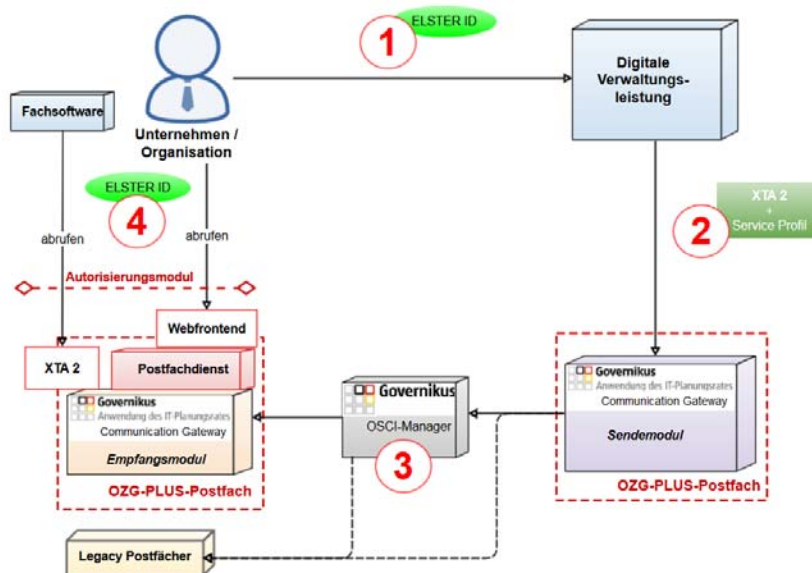 ELSTER ID
1
Digitale
Verwaltungs-
leistung
Fachsoftware
Unternehmen /
Organisation
ELSTER ID
4
abrufen
abrufen
XTA 2
+
Service Profil
2
Autorisierungsmodul
Webfrontend
XTA 2
Postfachdienst
Governikus
Anwendung des IT-Planungsrates
Communication Gateway
Empfangsmodul
OZG-PLUS-Postfach
Governikus
OSCI-Manager
3
Governikus
Anwendung des IT-Planungsrates
Communication Gateway
Sendemodul
OZG-PLUS-Postfach
Legacy Postfächer